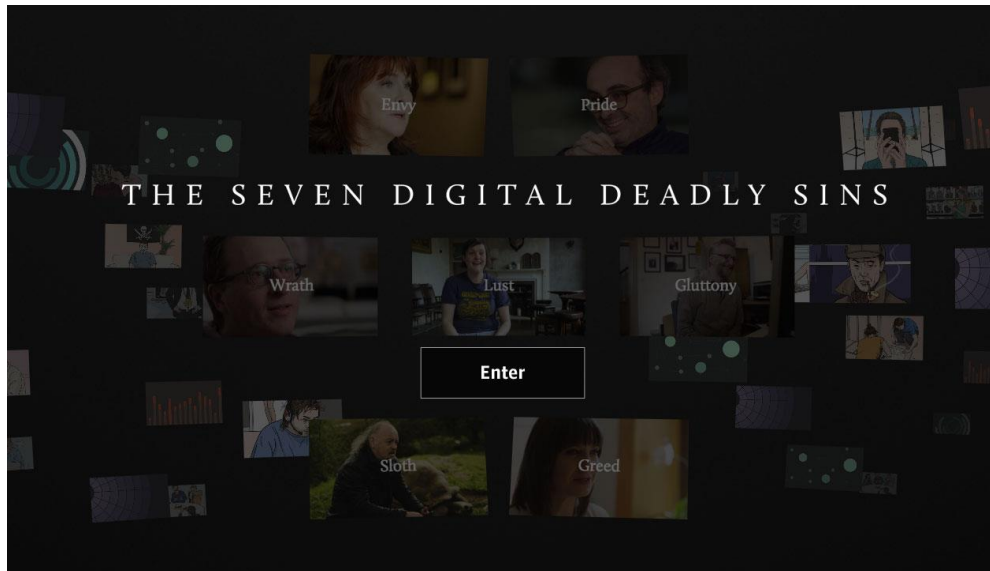 Envy
Pride
THE SEVEN DIGITAL DEADLY SINS
Wrath
Lust
Gluttony
Enter
Sloth
Greed